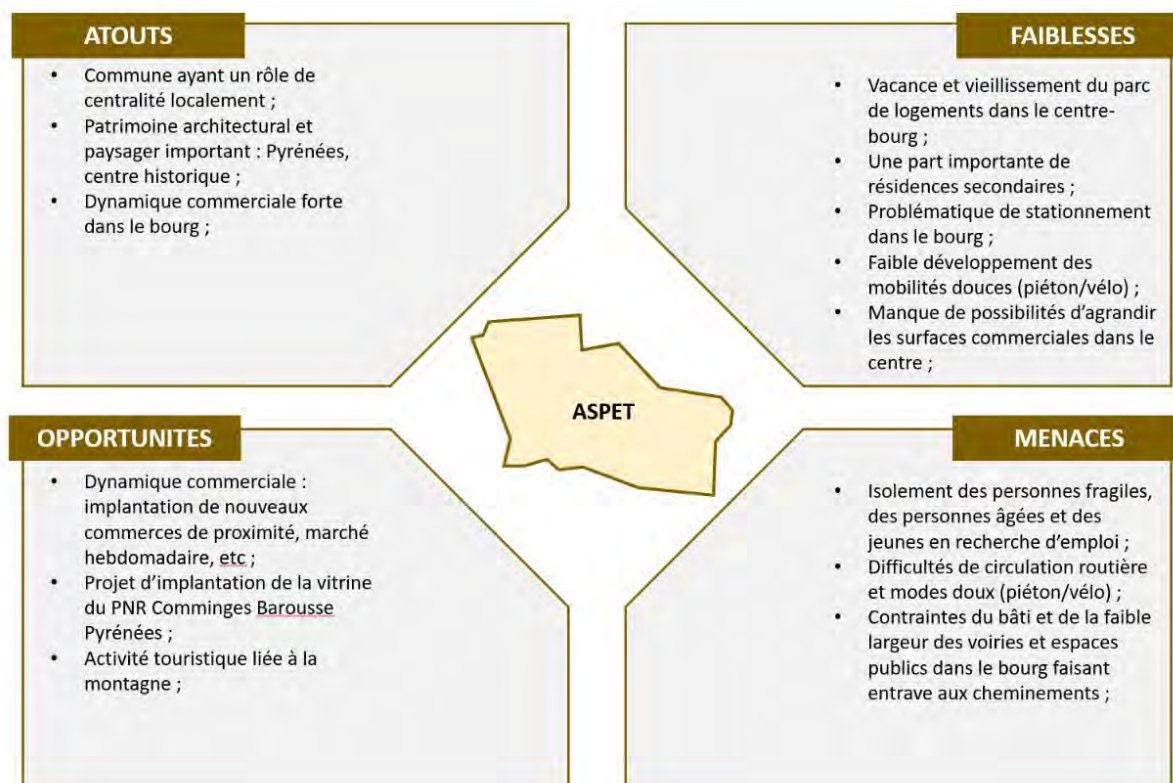 ATOUTS
• Commune ayant un rôle de
centralité localement ;
• Patrimoine architectural et
paysager important : Pyrénées,
centre historique ;
• Dynamique commerciale forte
dans le bourg ;
FAIBLESSES
• Vacance et vieillissement du parc
de logements dans le centre-
bourg ;
• Une part importante de
résidences secondaires ;
• Problématique de stationnement
dans le bourg ;
• Faible développement des
mobilités douces (piéton/vélo) ;
• Manque de possibilités d’agrandir
les surfaces commerciales dans le
centre ;
ASPET
OPPORTUNITES
• Dynamique commerciale :
implantation de nouveaux
commerces de proximité, marché
hebdomadaire, etc ;
• Projet d’implantation de la vitrine
du PNR Comminges Barousse
Pyrénées ;
• Activité touristique liée à la
montagne ;
MENACES
• Isolement des personnes fragiles,
des personnes âgées et des
jeunes en recherche d’emploi ;
• Difficultés de circulation routière
et modes doux (piéton/vélo) ;
• Contraintes du bâti et de la faible
largeur des voiries et espaces
publics dans le bourg faisant
entrave aux cheminements ;